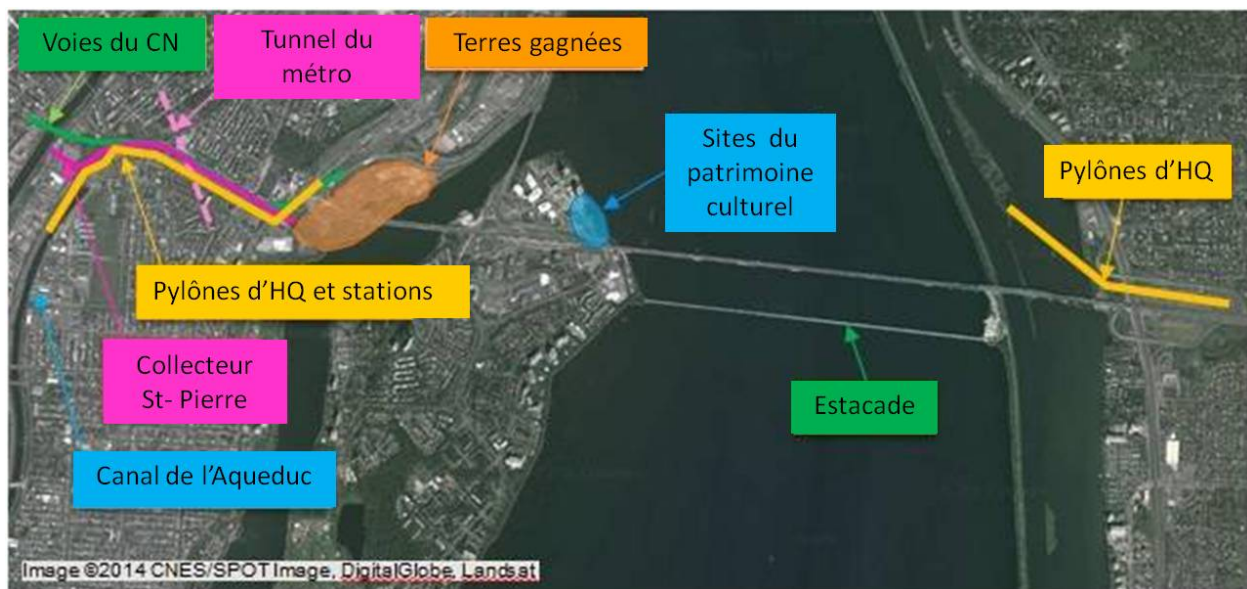 Voies du CN
Tunnel du
métro
Terres gagnées
Sites du
patrimoine
culturel
Pylônes d'HQ
Pylônes d'HQ et stations
Collecteur
St- Pierre
Estacade
Canal de l'Aqueduc
Image ©2014 CNES/SPOT Image, DigitalGlobe, Landsat